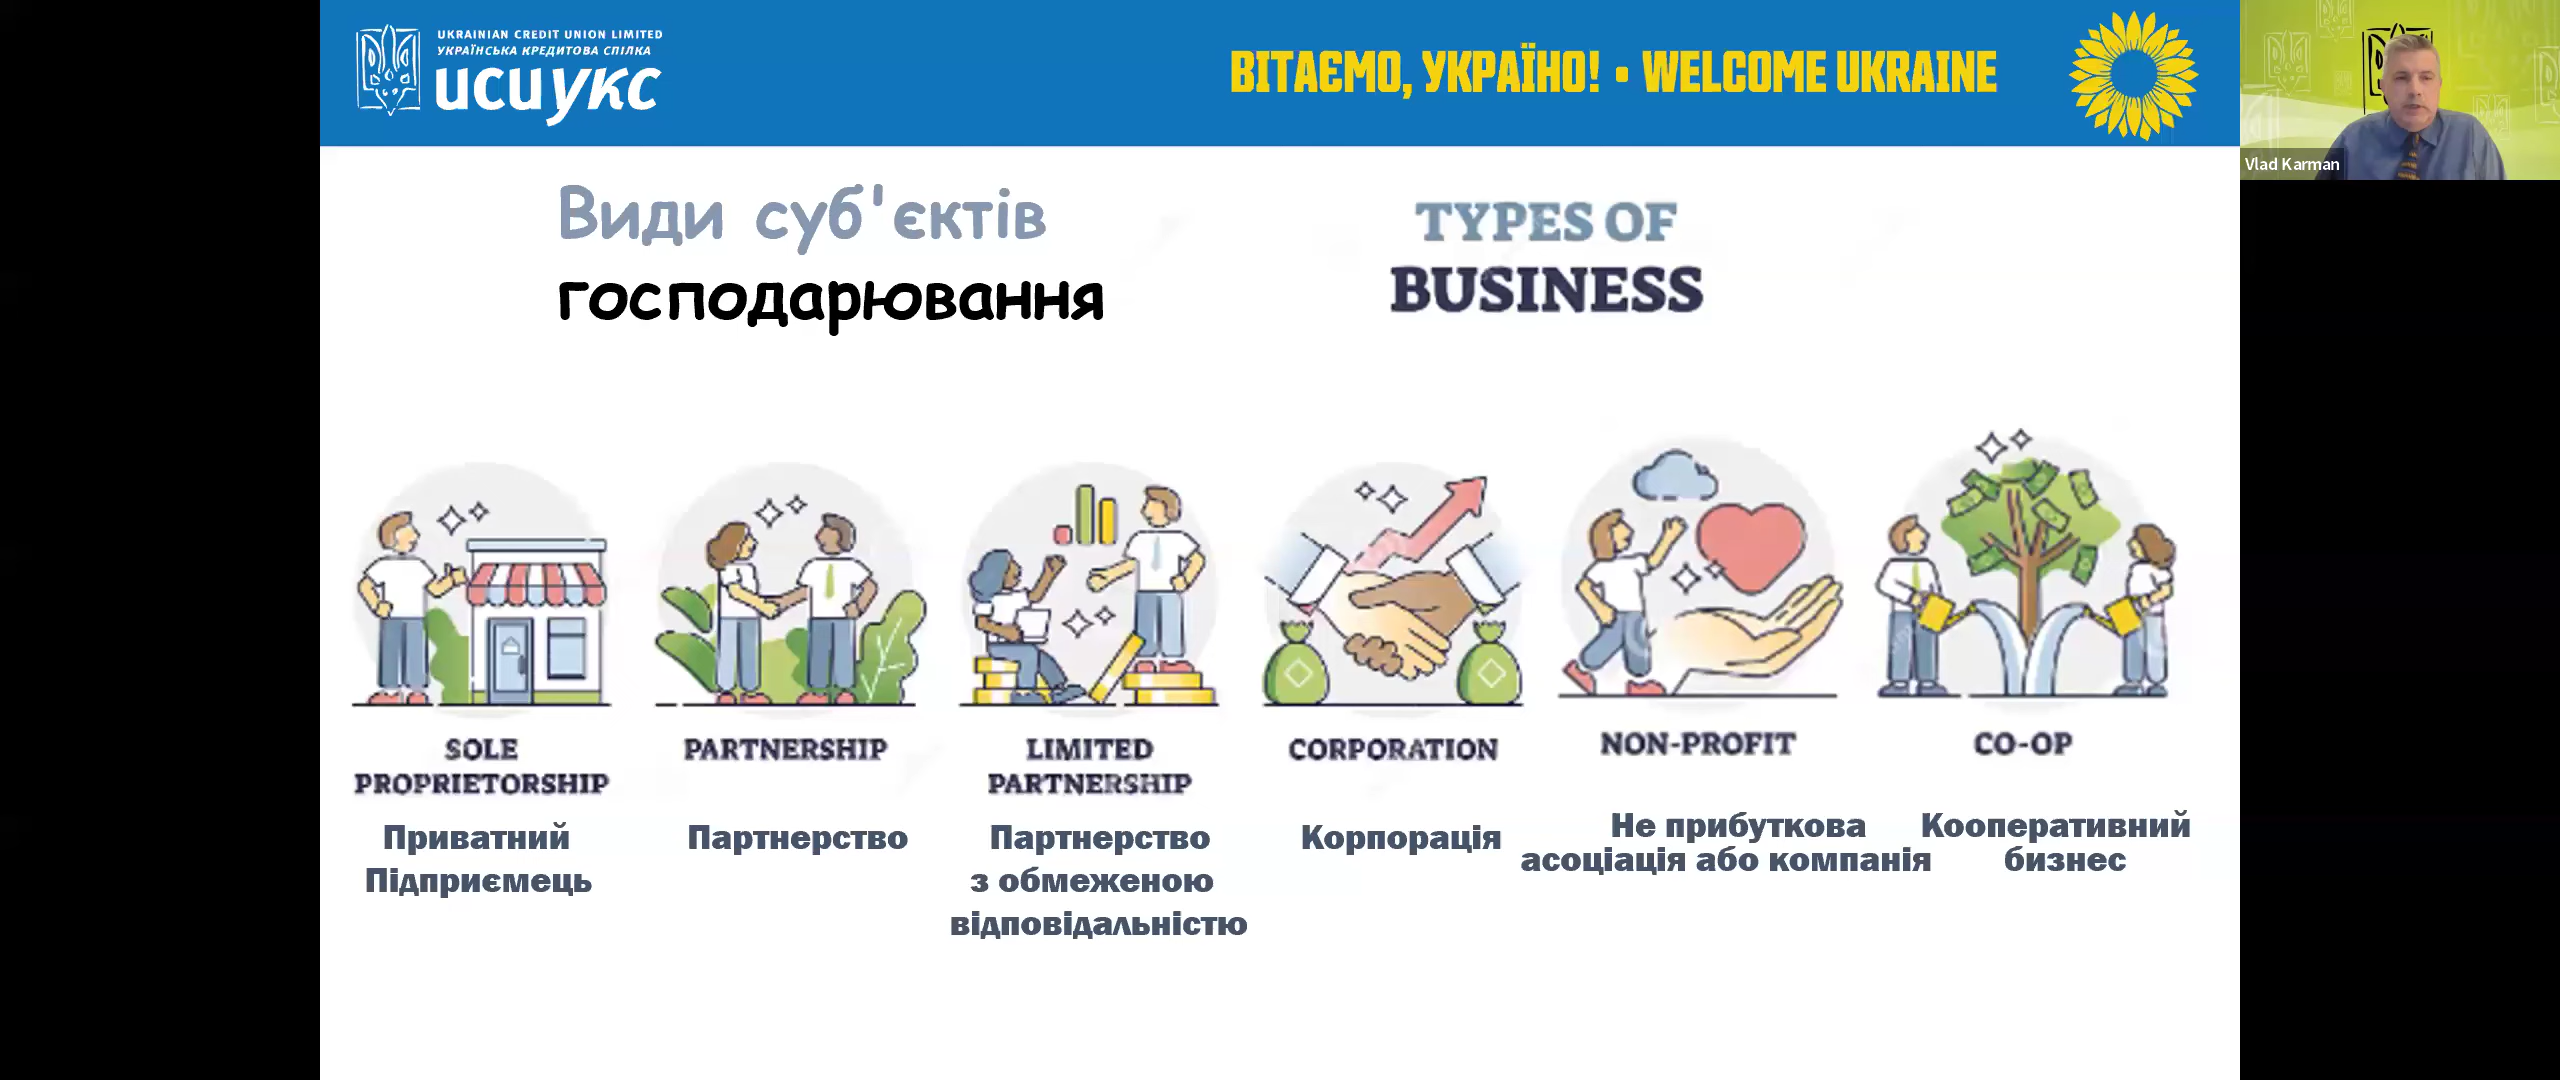 UKRAINIAN CREDIT UNION LIMITED
УКРАЇНСЬКА КРЕДИТОВА СПІЛКА
ucuукс
ВІТАЄМО, УКРАЇНО! • WELCOME UKRAINE
Vlad Karman
Види суб'єктів
господарювання
TYPES OF
BUSINESS
SOLE
PROPRIETORSHIP
Приватний
Підприємець
PARTNERSHIP
Партнерство
LIMITED
PARTNERSHIP
Партнерство
з обмеженою
відповідальністю
CORPORATION
Корпорація
NON-PROFIT
Не прибуткова
асоціація або компанія
CO-OP
Кооперативний
бизнес